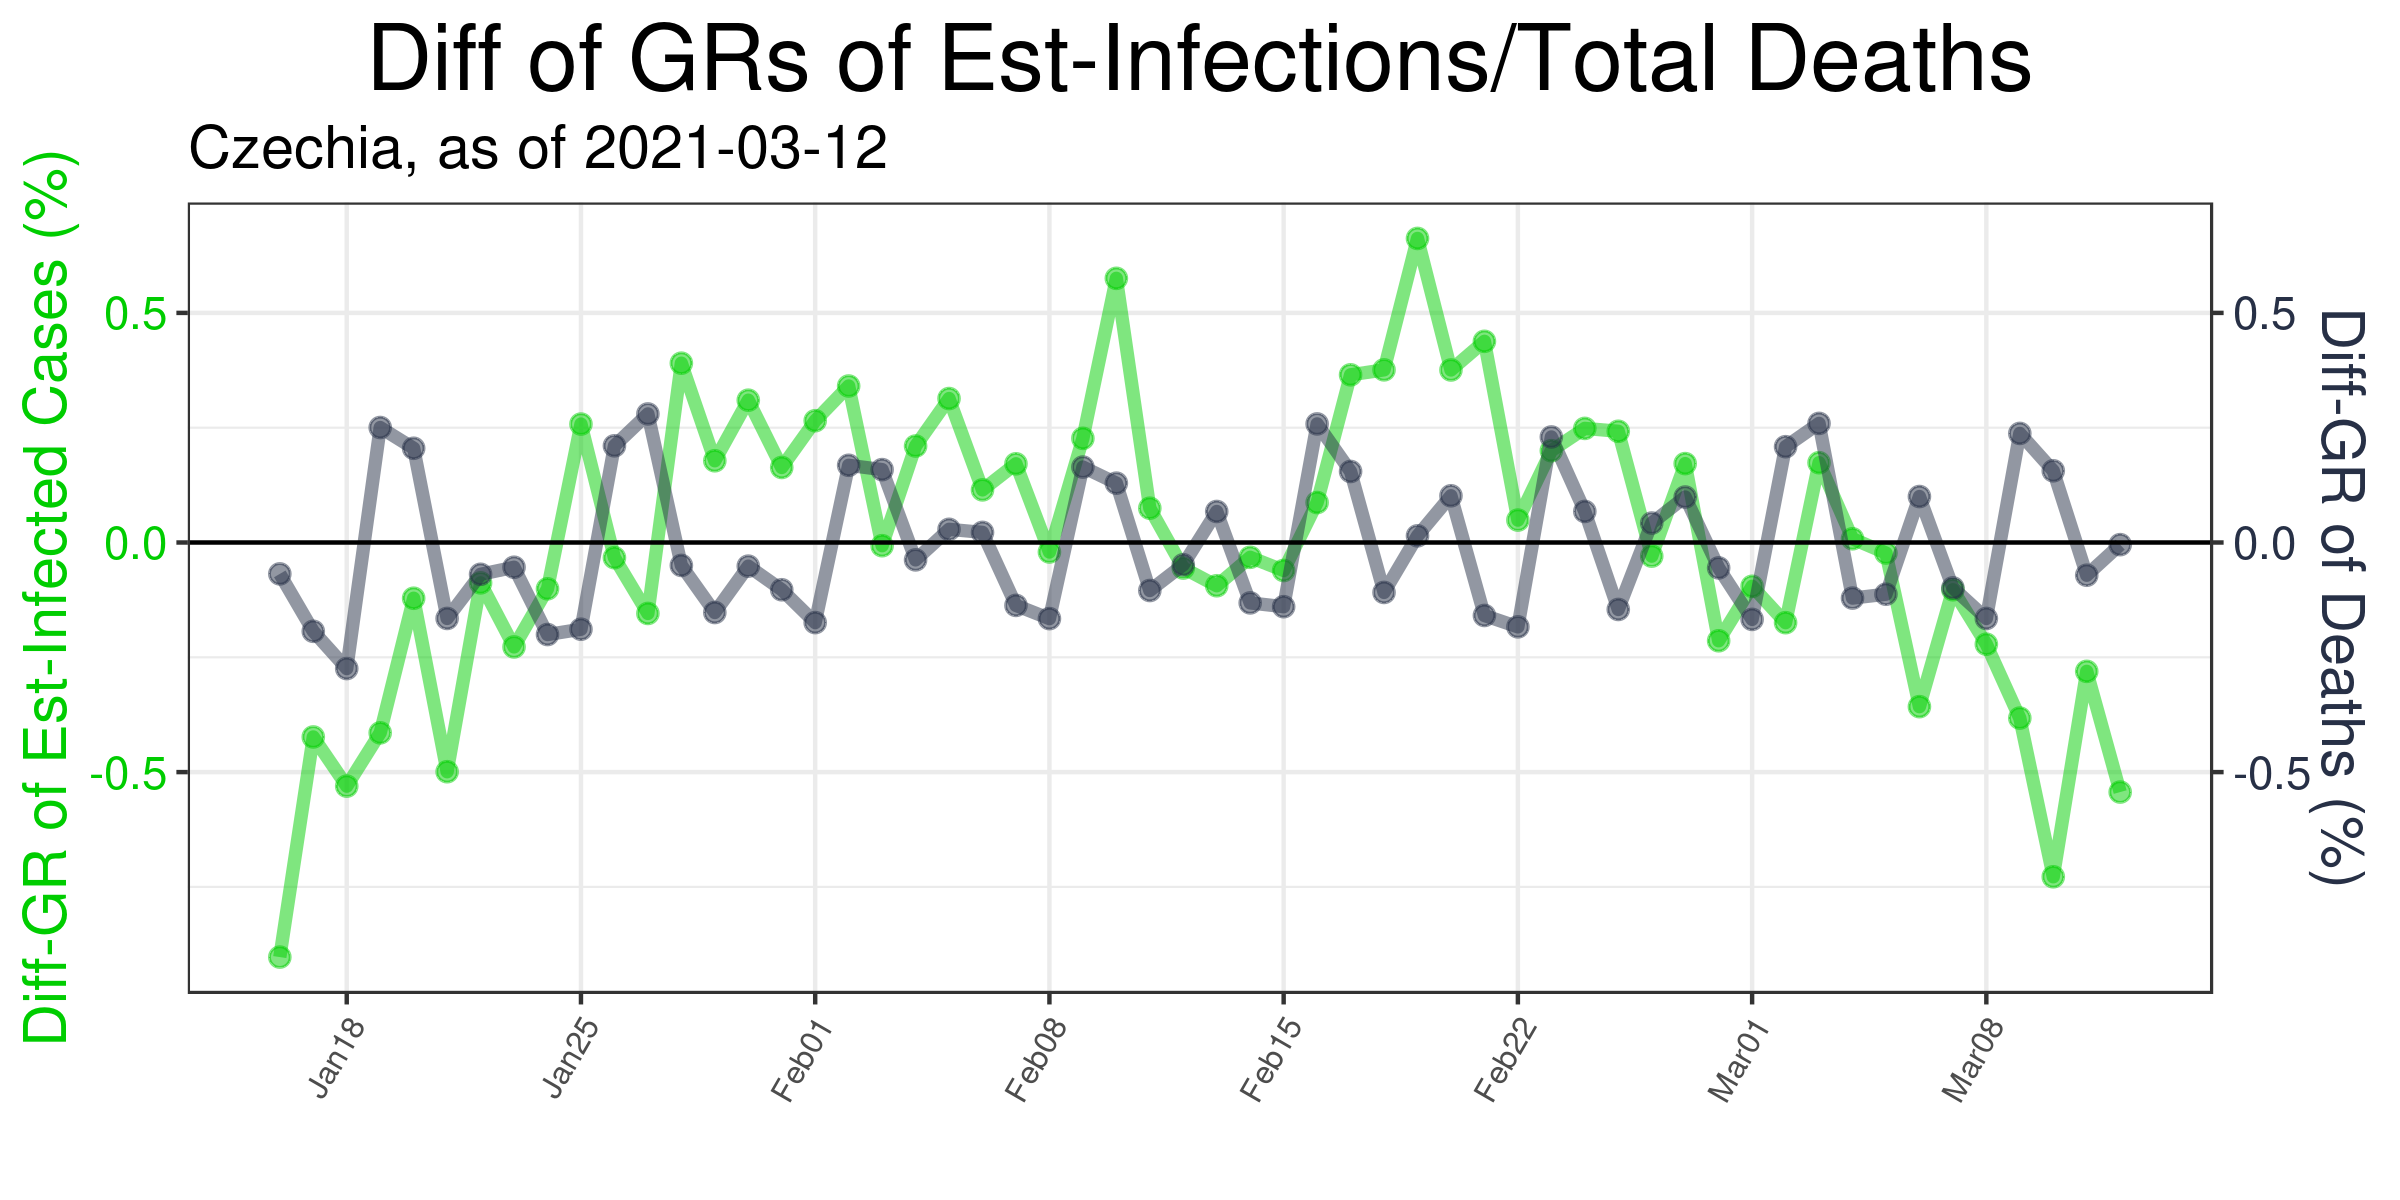 Diff of GRs of Est-Infections/Total Deaths
Czechia, as of 2021-03-12
Diff-GR of Est-Infected Cases (%)
0.5
0.0
-0.5
0.5
0.0
-0.5
Diff-GR of Deaths (%)
Jan18
Jan25
Feb01
Feb08
Feb15
Feb22
Mar01
Mar08